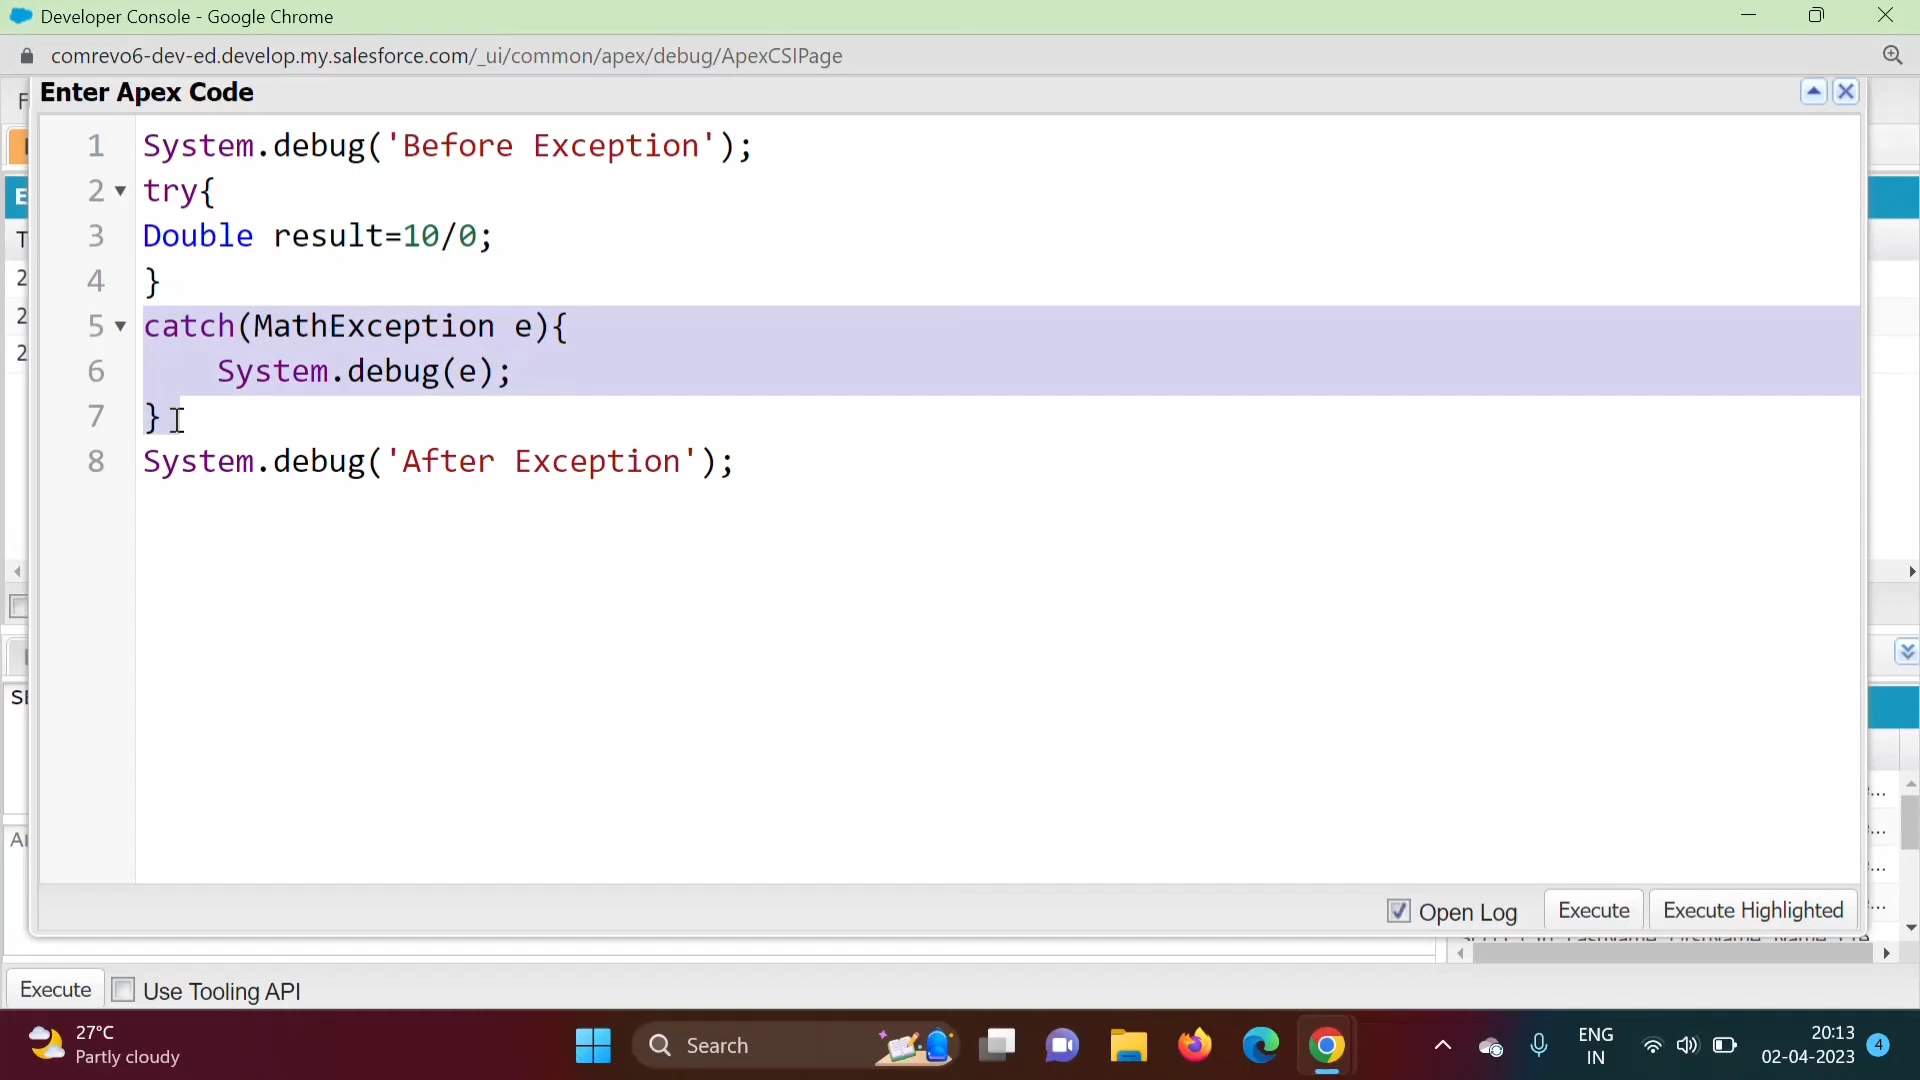 Developer Console - Google Chrome
comrevo6-dev-ed.develop.my.salesforce.com/_ui/common/apex/debug/ApexCSIPage
Enter Apex Code
1 System.debug('Before Exception');
2 try{
3 Double result=10/0;
4 }
5 catch(MathException e){
6 System.debug(e);
7 }
8 System.debug('After Exception');
Open Log Execute Execute Highlighted
Execute Use Tooling API
27°C
Partly cloudy
Search
ENG
IN
20:13
02-04-2023
4